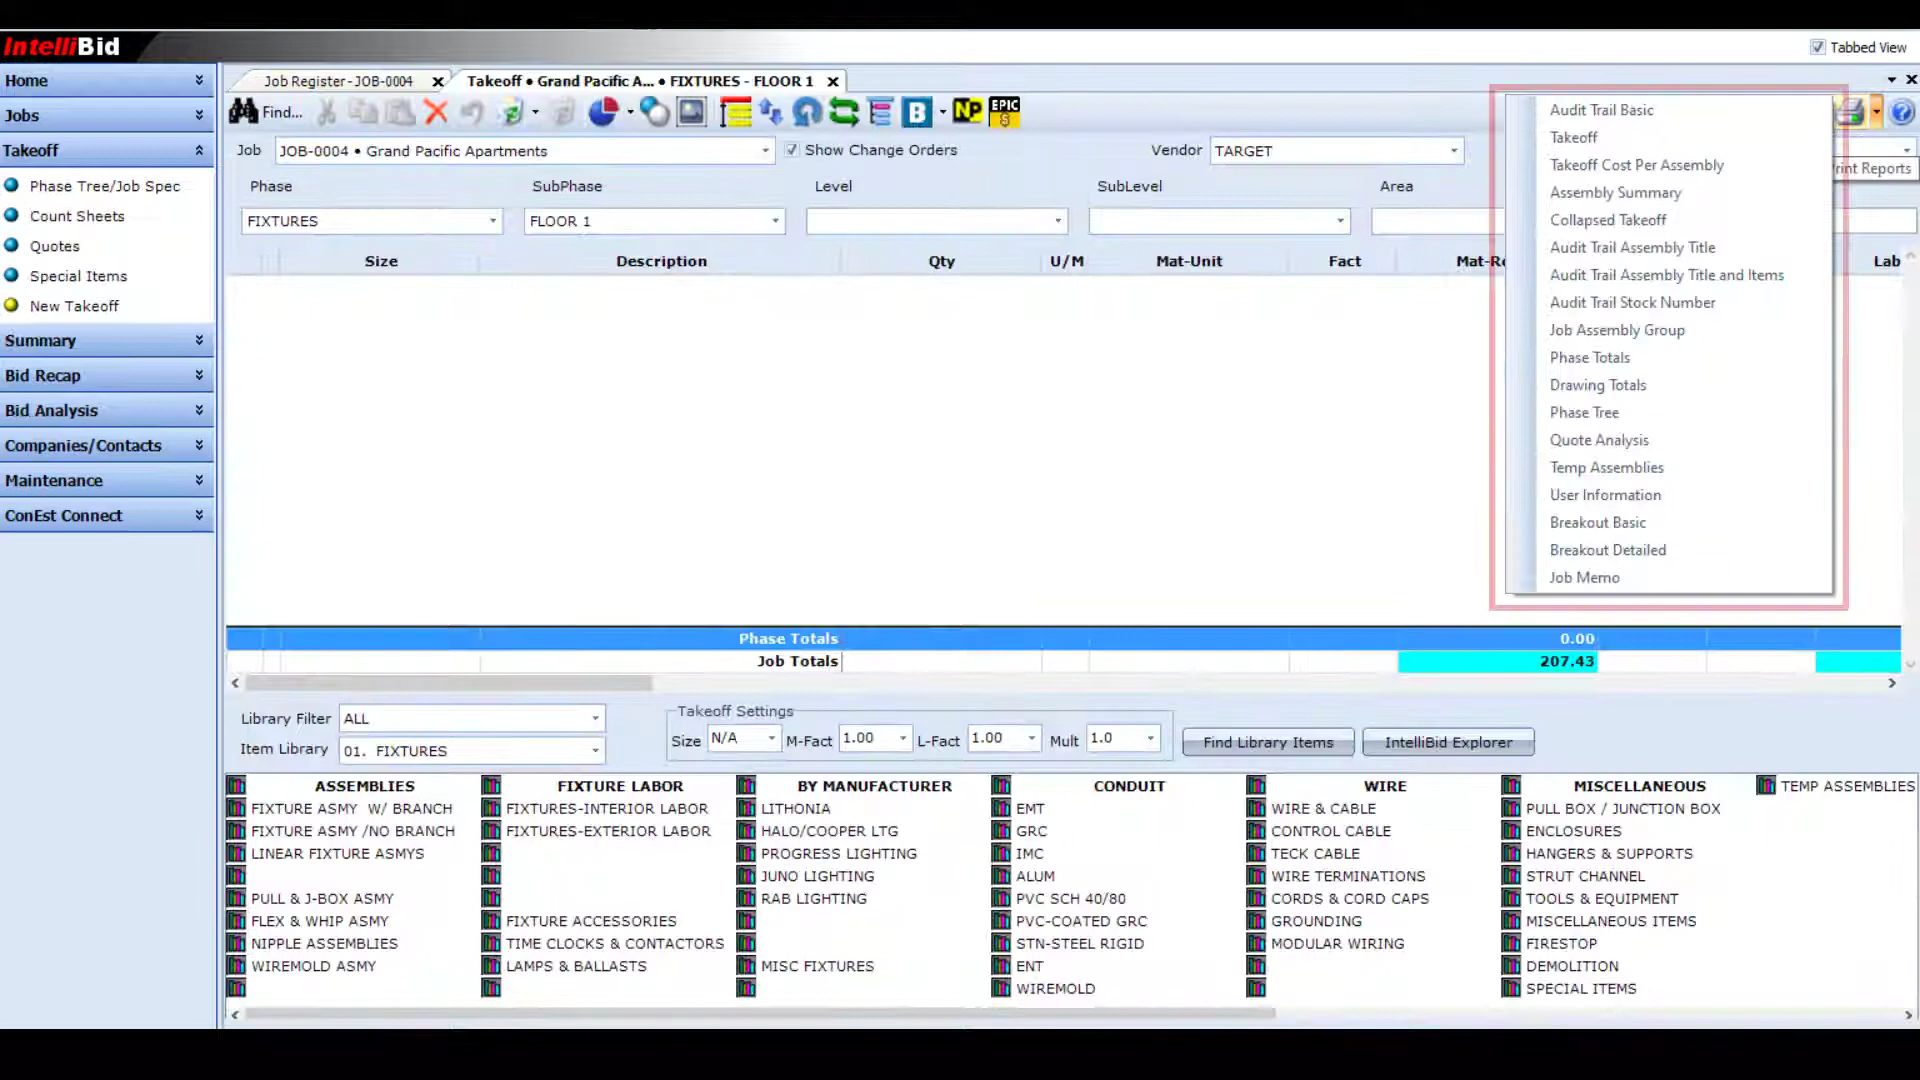 IntelliBid
Tabbed View
Home
Jobs
Takeoff
Phase Tree/Job Spec
Count Sheets
Quotes
Special Items
New Takeoff
Summary
Bid Recap
Bid Analysis
Companies/Contacts
Maintenance
ConEst Connect
Job Register - JOB-0004
Takeoff • Grand Pacific A... • FIXTURES - FLOOR 1
Find...
B
NP
EPIC
$
Job JOB-0004 • Grand Pacific Apartments Show Change Orders Vendor TARGET
Phase SubPhase Level SubLevel Area
FIXTURES FLOOR 1
Size Description Qty U/M Mat-Unit Fact Mat-Re Lab
Audit Trail Basic
Takeoff
Takeoff Cost Per Assembly
Assembly Summary
Collapsed Takeoff
Audit Trail Assembly Title
Audit Trail Assembly Title and Items
Audit Trail Stock Number
Job Assembly Group
Phase Totals
Drawing Totals
Phase Tree
Quote Analysis
Temp Assemblies
User Information
Breakout Basic
Breakout Detailed
Job Memo
rint Reports
Phase Totals 0.00
Job Totals 207.43
Library Filter ALL
Item Library 01. FIXTURES
Takeoff Settings
Size N/A M-Fact 1.00 L-Fact 1.00 Mult 1.0
Find Library Items
IntelliBid Explorer
ASSEMBLIES
FIXTURE ASMY W/ BRANCH
FIXTURE ASMY /NO BRANCH
LINEAR FIXTURE ASMYS
PULL & J-BOX ASMY
FLEX & WHIP ASMY
NIPPLE ASSEMBLIES
WIREMOLD ASMY
FIXTURE LABOR
FIXTURES-INTERIOR LABOR
FIXTURES-EXTERIOR LABOR
FIXTURE ACCESSORIES
TIME CLOCKS & CONTACTORS
LAMPS & BALLASTS
BY MANUFACTURER
LITHONIA
HALO/COOPER LTG
PROGRESS LIGHTING
JUNO LIGHTING
RAB LIGHTING
MISC FIXTURES
CONDUIT
EMT
GRC
IMC
ALUM
PVC SCH 40/80
PVC-COATED GRC
STN-STEEL RIGID
ENT
WIREMOLD
WIRE
WIRE & CABLE
CONTROL CABLE
TECK CABLE
WIRE TERMINATIONS
CORDS & CORD CAPS
GROUNDING
MODULAR WIRING
MISCELLANEOUS
PULL BOX / JUNCTION BOX
ENCLOSURES
HANGERS & SUPPORTS
STRUT CHANNEL
TOOLS & EQUIPMENT
MISCELLANEOUS ITEMS
FIRESTOP
DEMOLITION
SPECIAL ITEMS
TEMP ASSEMBLIES